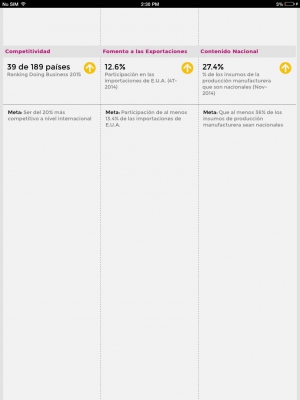 No SIM 2:30 PM 3%
Competitividad
39 de 189 países
Ranking Doing Business 2015
Meta: Ser del 20% más
competitivo a nivel internacional
Fomento a las Exportaciones
12.6%
Participación en las
Importaciones de E.U.A. (AT-
2014)
Meta: Participación de al menos
13.4% de las importaciones de
E.U.A.
Contenido Nacional
27.4%
% de los insumos de la
producción manufacturera
que son nacionales (Nov-
2014)
Meta: Que al menos 36% de los
insumos de producción
manufacturera sean nacionales